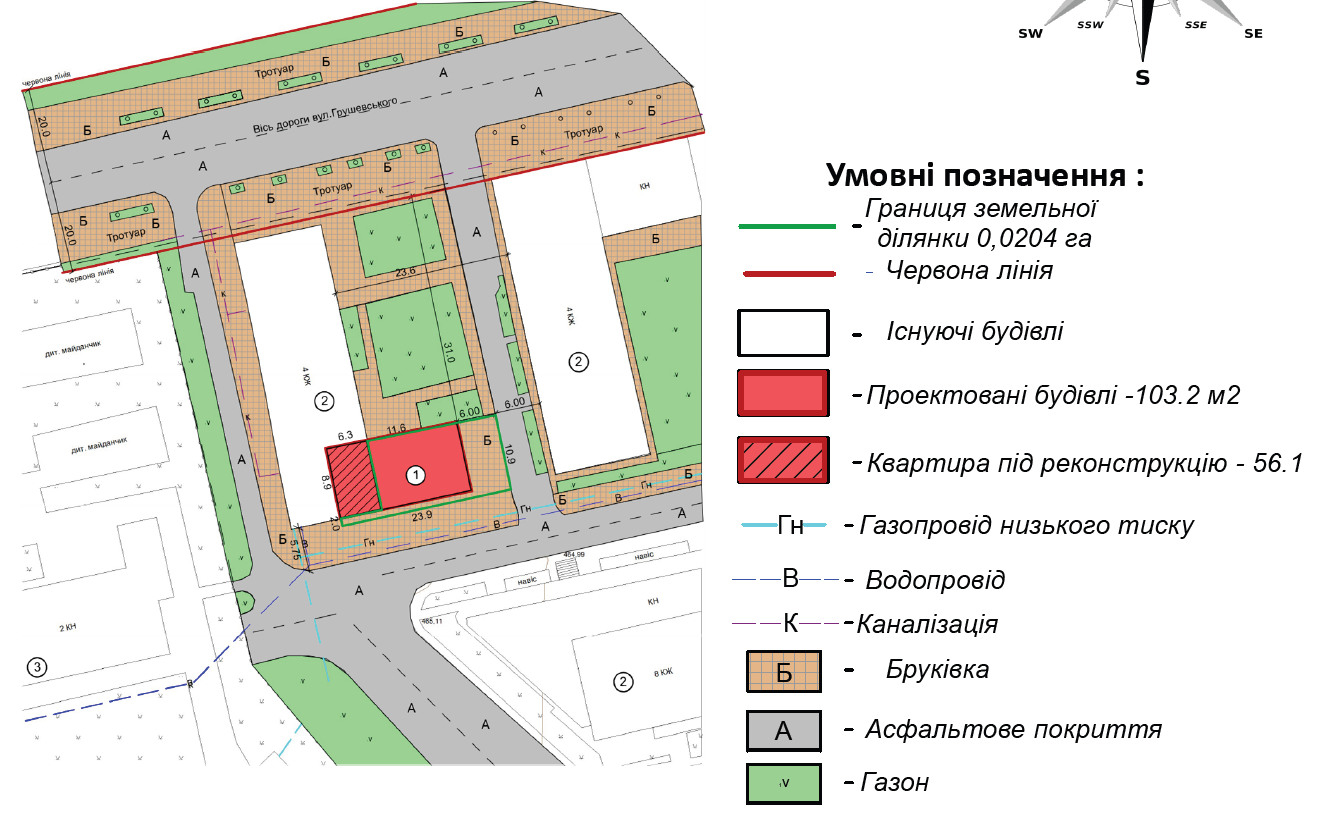 SW
SSW
SSE
SE
S
червона лінія
20.0
Б
Тротуар
Б
Б
А
А
Вісь дороги вул.Грушевського
А
А
Б
Тротуар
Б
К
К
20.0
Б
Тротуар
Б
червона лінія
Б
Тротуар
Б
К
А
А
КН
Б
23.6
К
4 КЖ
2
31.0
4 КЖ
2
К
дит. майданчик
дит. майданчик
А
6.3
11.6
6.00
6.00
Б
10.9
1
8.9
2.0
23.9
Б
5.75
В
Гн
В
Гн
А
Б
В
Гн
Б
А
464.99
навіс
навіс
А
КН
465.11
2 КН
3
В
К
2
8 КЖ
А
А
Умовні позначення :
- Границя земельної
ділянки 0,0204 га
- Червона лінія
- Існуючі будівлі
-Проектовані будівлі -103.2 м2
-Квартира під реконструкцію - 56.1
Гн - Газопровід низького тиску
В - Водопровід
К -Каналізація
Б - Бруківка
А - Асфальтове покриття
v - Газон